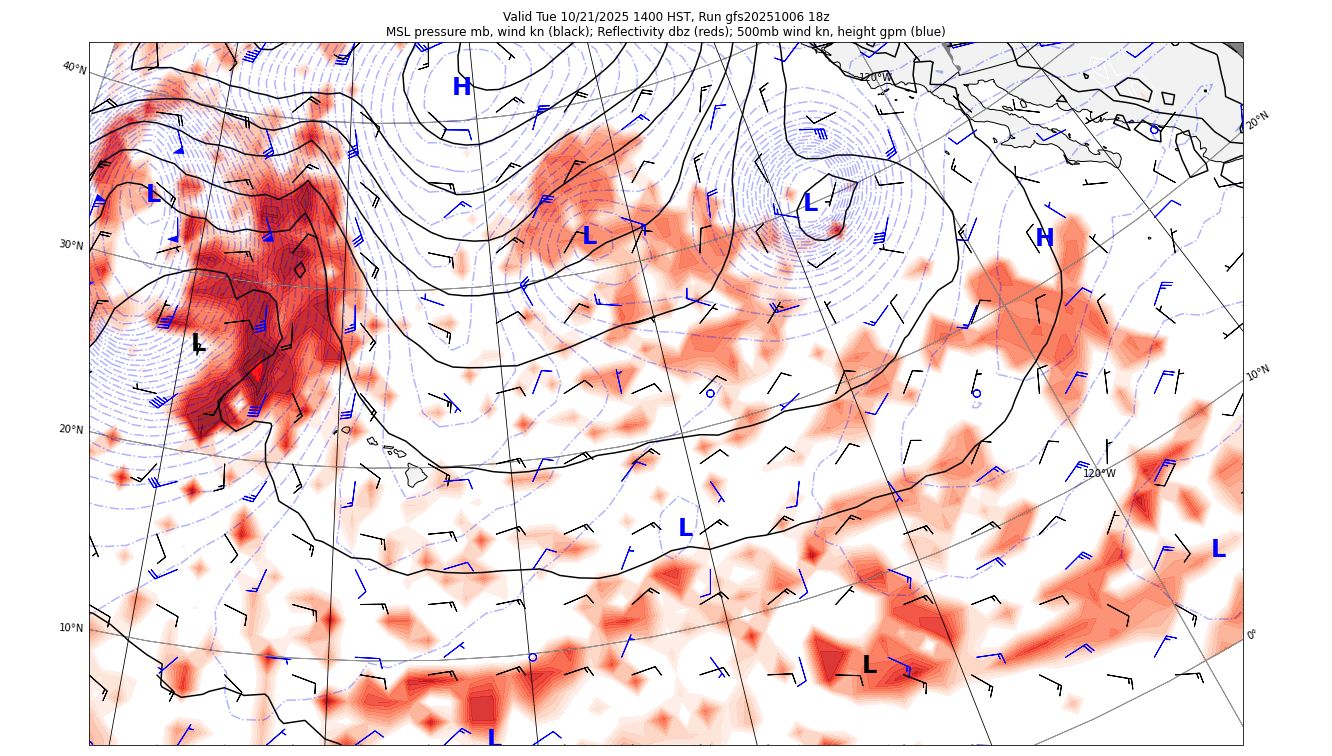 Valid Tue 10/21/2025 1400 HST, Run gfs20251006 18z
MSL pressure mb, wind kn (black); Reflectivity dbz (reds); 500mb wind kn, height gpm (blue)
40°N
120°W
H
20°N
L
L
L
H
30°N
L
10°N
20°N
120°W
L
L
10°N
0°
L
L